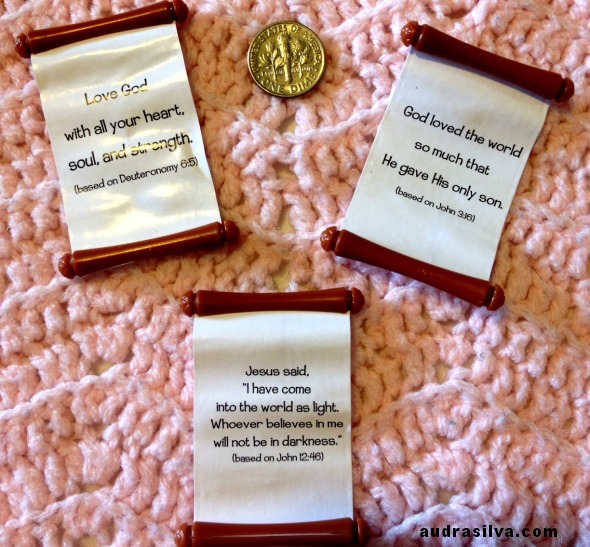 Love God
with all your heart,
soul, and strength.
(based on Deuteronomy 6:5)
God loved the world
so much that
He gave His only son.
(based on John 3:16)
Jesus said,
"I have come
into the world as light.
Whoever believes in me
will not be in darkness."
(based on John 12:46)
ONE DIME
audrasilva.com